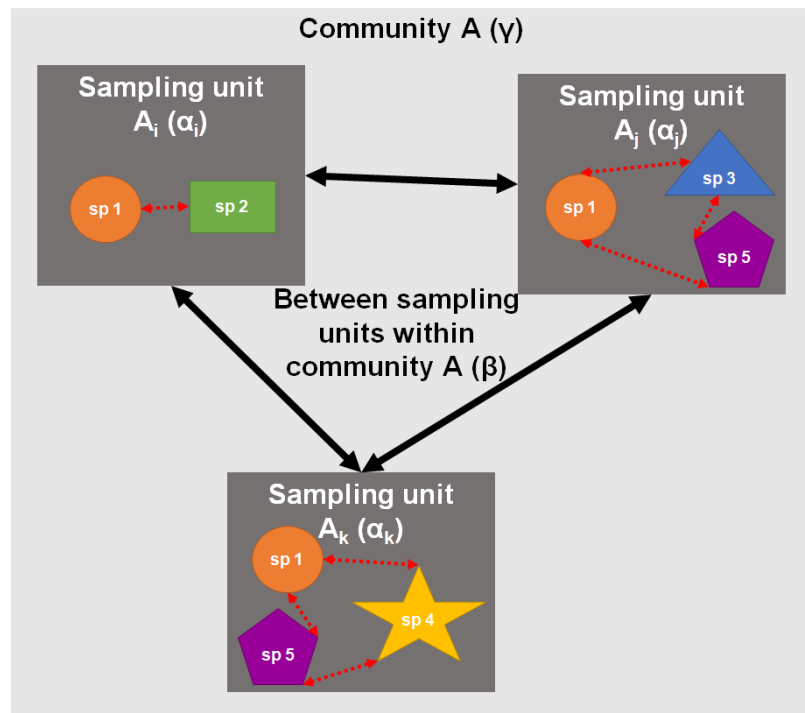 Community A (γ)
Sampling unit
Ai (αi)
sp 1
sp 2
Sampling unit
Aj (αj)
sp 1
sp 3
sp 5
Between sampling
units within
community A (β)
Sampling unit
Ak (αk)
sp 1
sp 4
sp 5